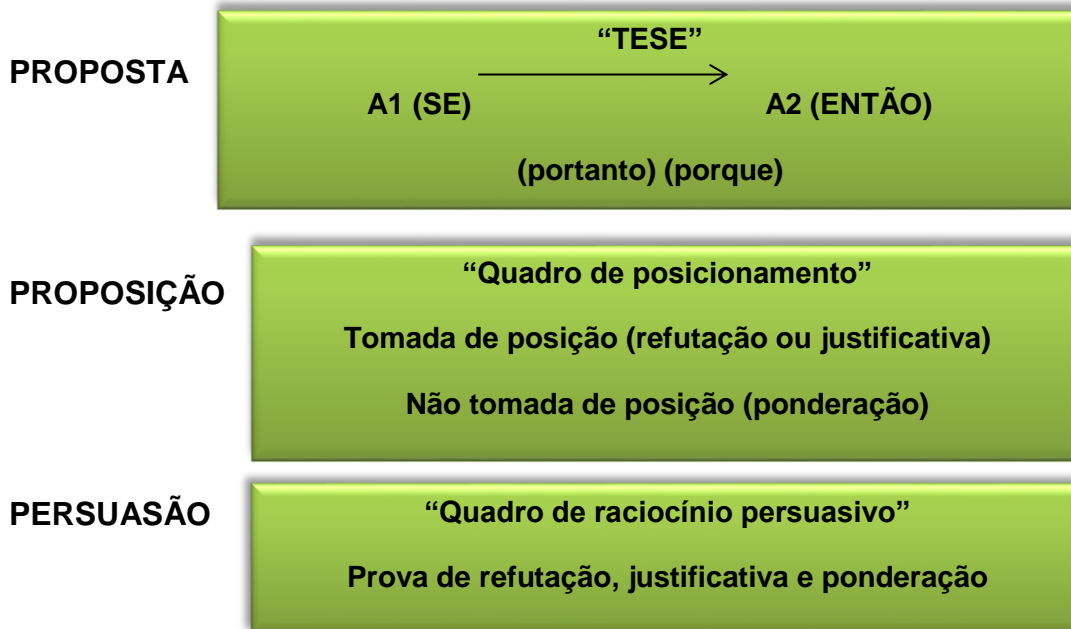 “TESE”
PROPOSTA
A1 (SE) A2 (ENTÃO)
(portanto) (porque)
“Quadro de posicionamento”
PROPOSIÇÃO
Tomada de posição (refutação ou justificativa)
Não tomada de posição (ponderação)
PERSUASÃO
“Quadro de raciocínio persuasivo”
Prova de refutação, justificativa e ponderação